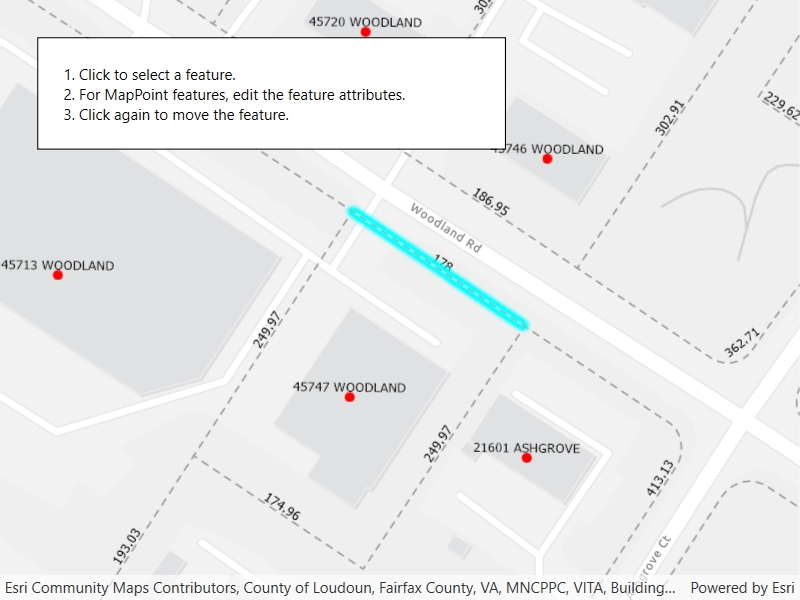 45720 WOODLAND
30
1. Click to select a feature.
2. For MapPoint features, edit the feature attributes.
3. Click again to move the feature.
229.62
302.91
45746 WOODLAND
186.95
Woodland Rd
178
45713 WOODLAND
249.97
362.71
45747 WOODLAND
249.97
21601 ASHGROVE
413.13
174.96
193.03
grove Ct
Esri Community Maps Contributors, County of Loudoun, Fairfax County, VA, MNCPPC, VITA, Building... Powered by Esri